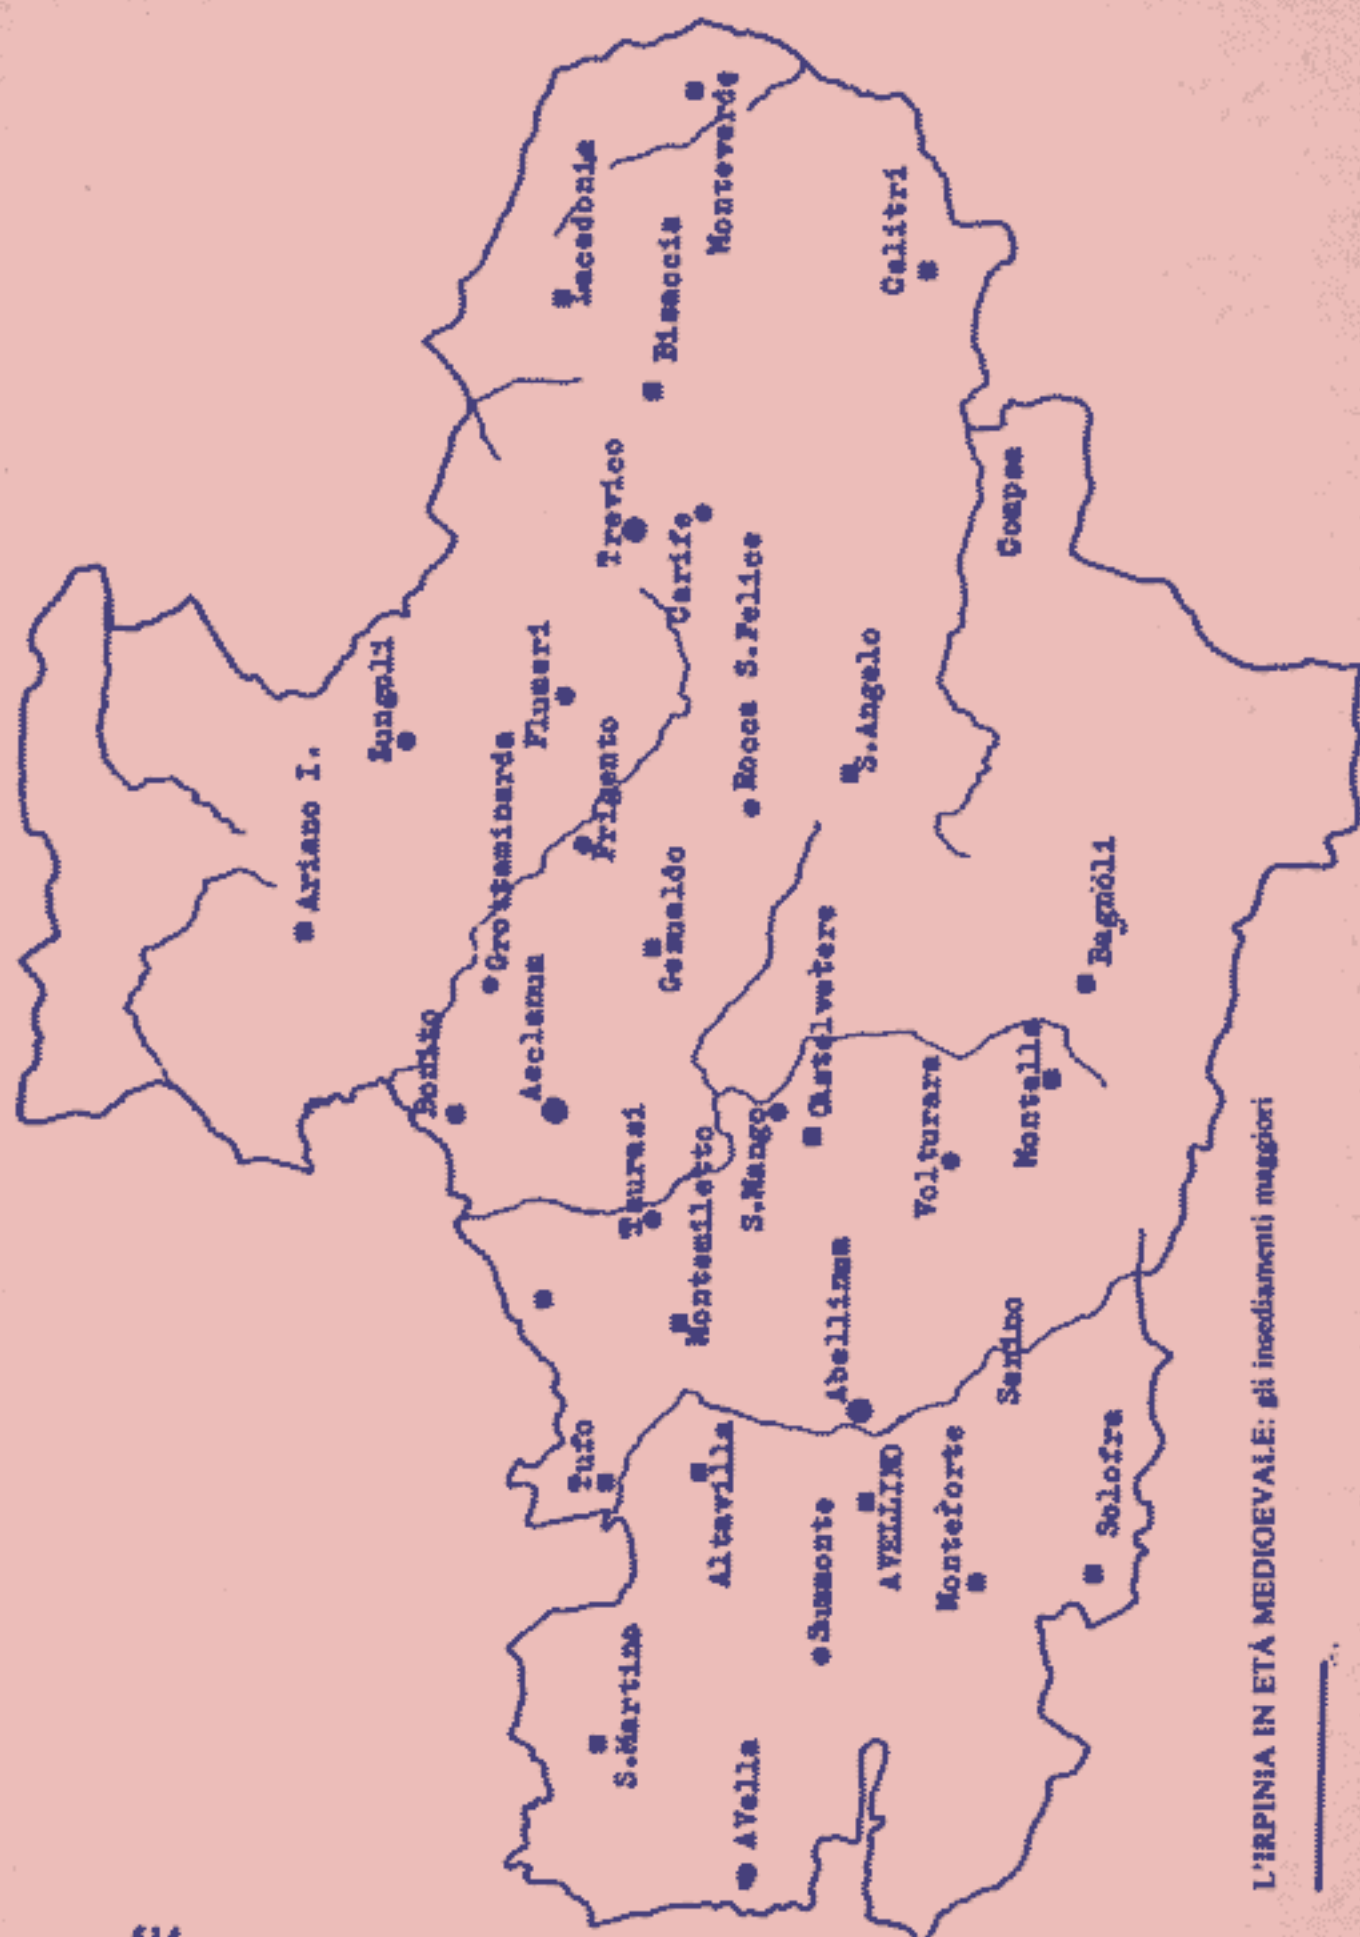 Ariano I.
Zungoli
Bonito
Grottaminarda
Aeclanum
Flumeri
Tufo
Lacedonia
Frigento
Trevico
S.Martino
Taurasi
Bisaccia
Gesualdo
Carife
Montemiletto
Altavilla
Monteverde
AVella
Rocca S.Felice
S.Mango
Summonte
Castelvetere
Abellinum
S.Angelo
AVELLINO
Calitri
Volturara
Monteforte
Serino
Compsa
Montella
Bagnoli
Solofra
L'IRPINIA IN ETÀ MEDIOEVALE: gli insediamenti maggiori